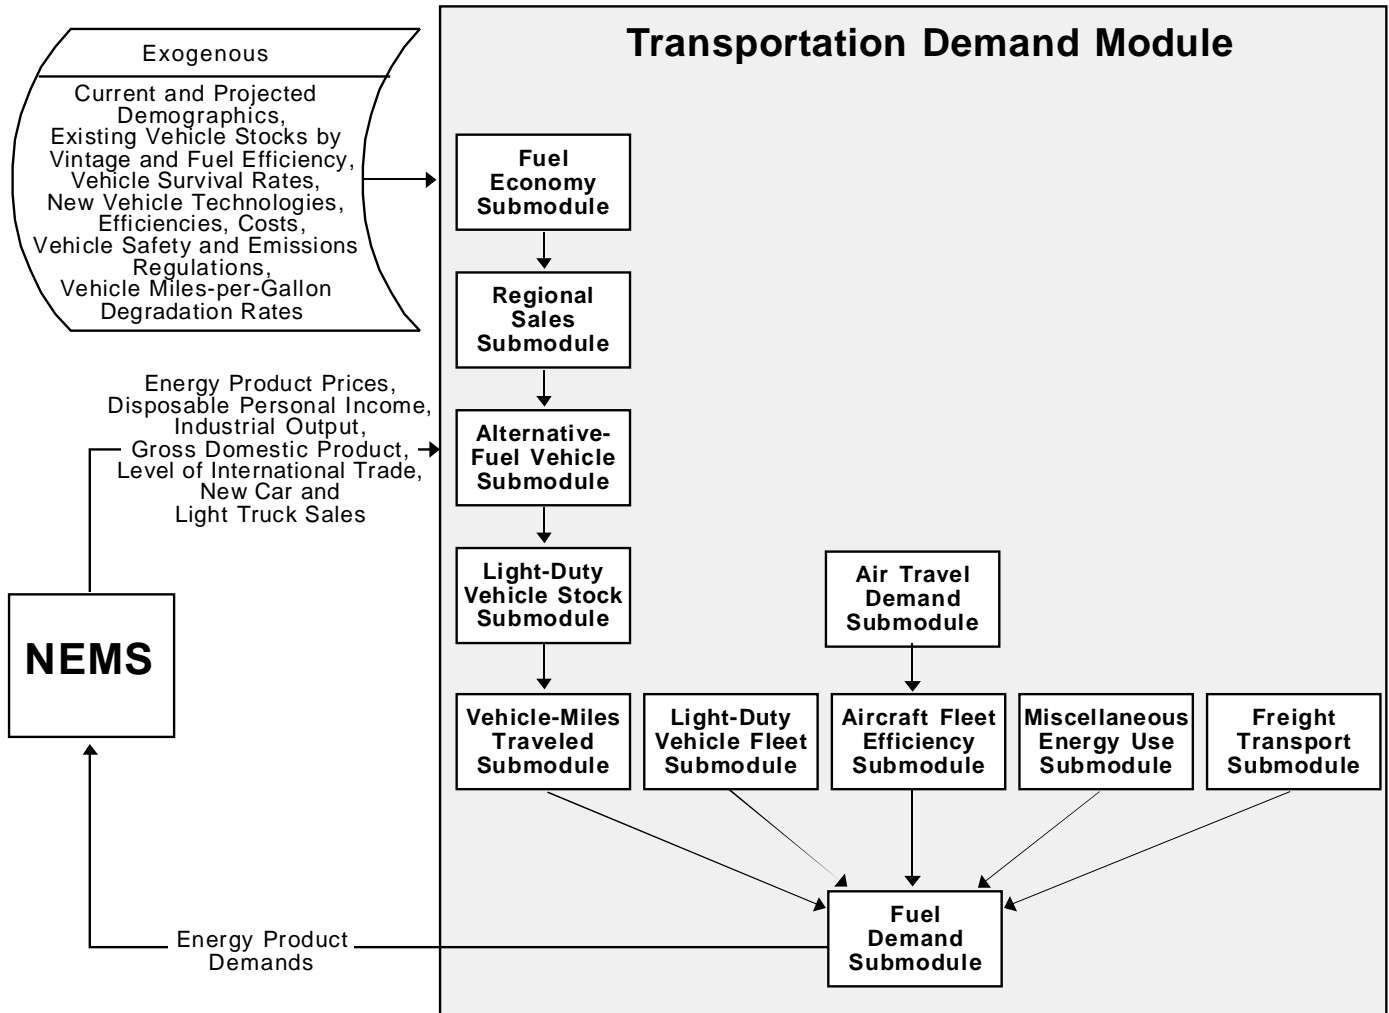 Transportation Demand Module
Exogenous
Current and Projected
Demographics,
Existing Vehicle Stocks by
Vintage and Fuel Efficiency,
Vehicle Survival Rates,
New Vehicle Technologies,
Efficiencies, Costs,
Vehicle Safety and Emissions
Regulations,
Vehicle Miles-per-Gallon
Degradation Rates
Fuel
Economy
Submodule
Regional
Sales
Submodule
Energy Product Prices,
Disposable Personal Income,
Industrial Output,
Gross Domestic Product,
Level of International Trade,
New Car and
Light Truck Sales
Alternative-
Fuel Vehicle
Submodule
Light-Duty
Vehicle Stock
Submodule
Air Travel
Demand
Submodule
NEMS
Vehicle-Miles
Traveled
Submodule
Light-Duty
Vehicle Fleet
Submodule
Aircraft Fleet
Efficiency
Submodule
Miscellaneous
Energy Use
Submodule
Freight
Transport
Submodule
Fuel
Demand
Submodule
Energy Product
Demands